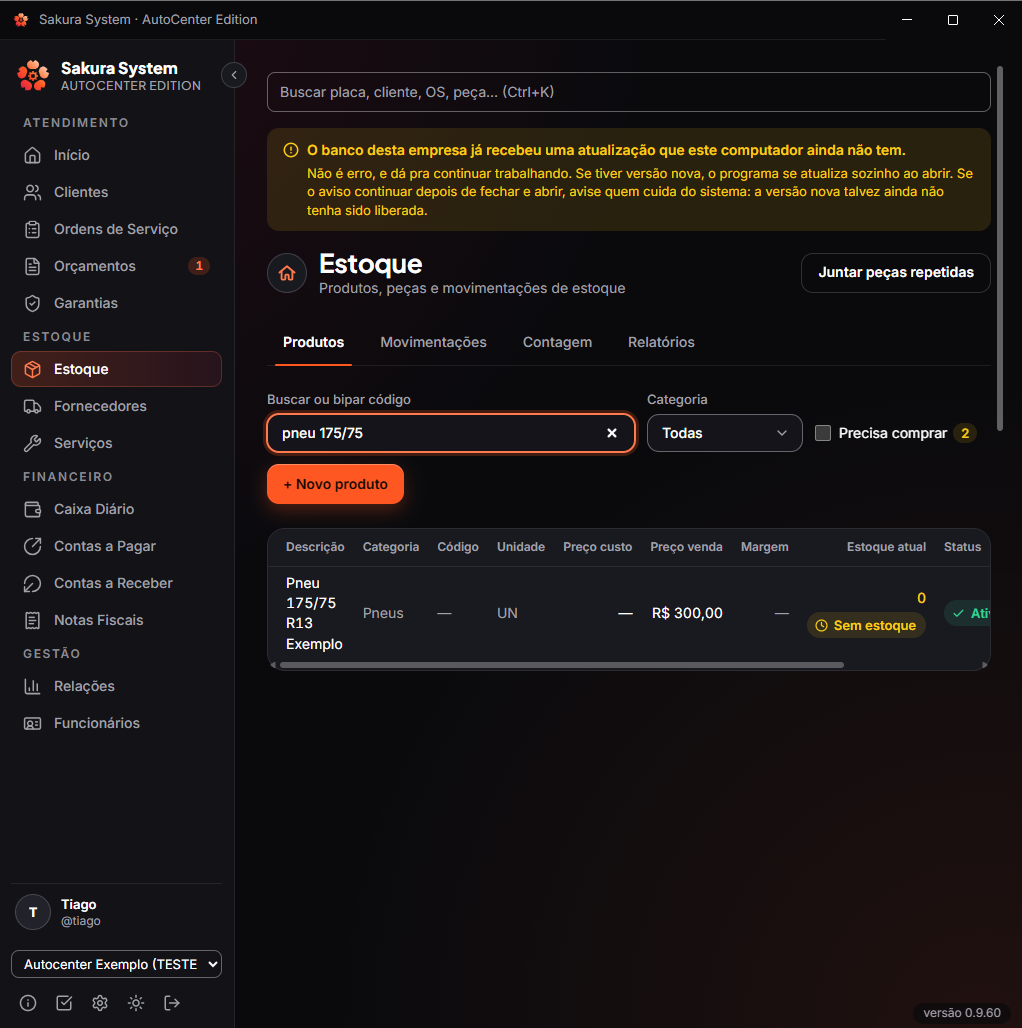 Sakura System · AutoCenter Edition
Sakura System
AUTOCENTER EDITION
ATENDIMENTO
Início
Clientes
Ordens de Serviço
Orçamentos 1
Garantias
ESTOQUE
Estoque
Fornecedores
Serviços
FINANCEIRO
Caixa Diário
Contas a Pagar
Contas a Receber
Notas Fiscais
GESTÃO
Relações
Funcionários
T
Tiago
@tiago
Autocenter Exemplo (TESTE
Buscar placa, cliente, OS, peça... (Ctrl+K)
O banco desta empresa já recebeu uma atualização que este computador ainda não tem.
Não é erro, e dá pra continuar trabalhando. Se tiver versão nova, o programa se atualiza sozinho ao abrir. Se
o aviso continuar depois de fechar e abrir, avise quem cuida do sistema: a versão nova talvez ainda não
tenha sido liberada.
Estoque
Produtos, peças e movimentações de estoque
Juntar peças repetidas
Produtos Movimentações Contagem Relatórios
Buscar ou bipar código
pneu 175/75
Categoria
Todas
Precisa comprar 2
+ Novo produto
Descrição Categoria Código Unidade Preço custo Preço venda Margem Estoque atual Status
Pneu
175/75
R13
Exemplo
Pneus — UN — R$ 300,00 —
0
Sem estoque
Ati
versão 0.9.60